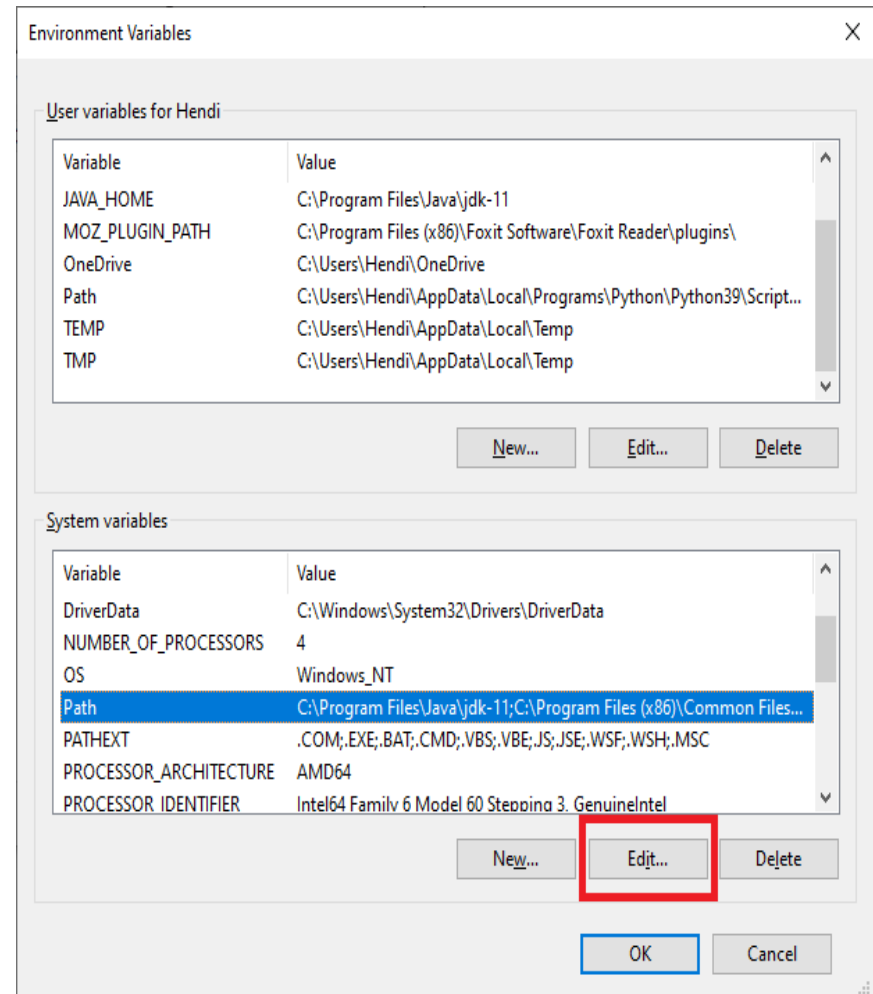 Environment Variables
User variables for Hendi
Variable Value
JAVA_HOME C:\Program Files\Java\jdk-11
MOZ_PLUGIN_PATH C:\Program Files (x86)\Foxit Software\Foxit Reader\plugins\
OneDrive C:\Users\Hendi\OneDrive
Path C:\Users\Hendi\AppData\Local\Programs\Python\Python39\Script...
TEMP C:\Users\Hendi\AppData\Local\Temp
TMP C:\Users\Hendi\AppData\Local\Temp
New... Edit... Delete
System variables
Variable Value
DriverData C:\Windows\System32\Drivers\DriverData
NUMBER_OF_PROCESSORS 4
OS Windows_NT
Path C:\Program Files\Java\jdk-11;C:\Program Files (x86)\Common Files...
PATHEXT .COM;.EXE;.BAT;.CMD;.VBS;.VBE;.JS;.JSE;.WSF;.WSH;.MSC
PROCESSOR_ARCHITECTURE AMD64
PROCESSOR_IDENTIFIER Intel64 Family 6 Model 60 Stepping 3, GenuineIntel
New... Edit... Delete
OK Cancel